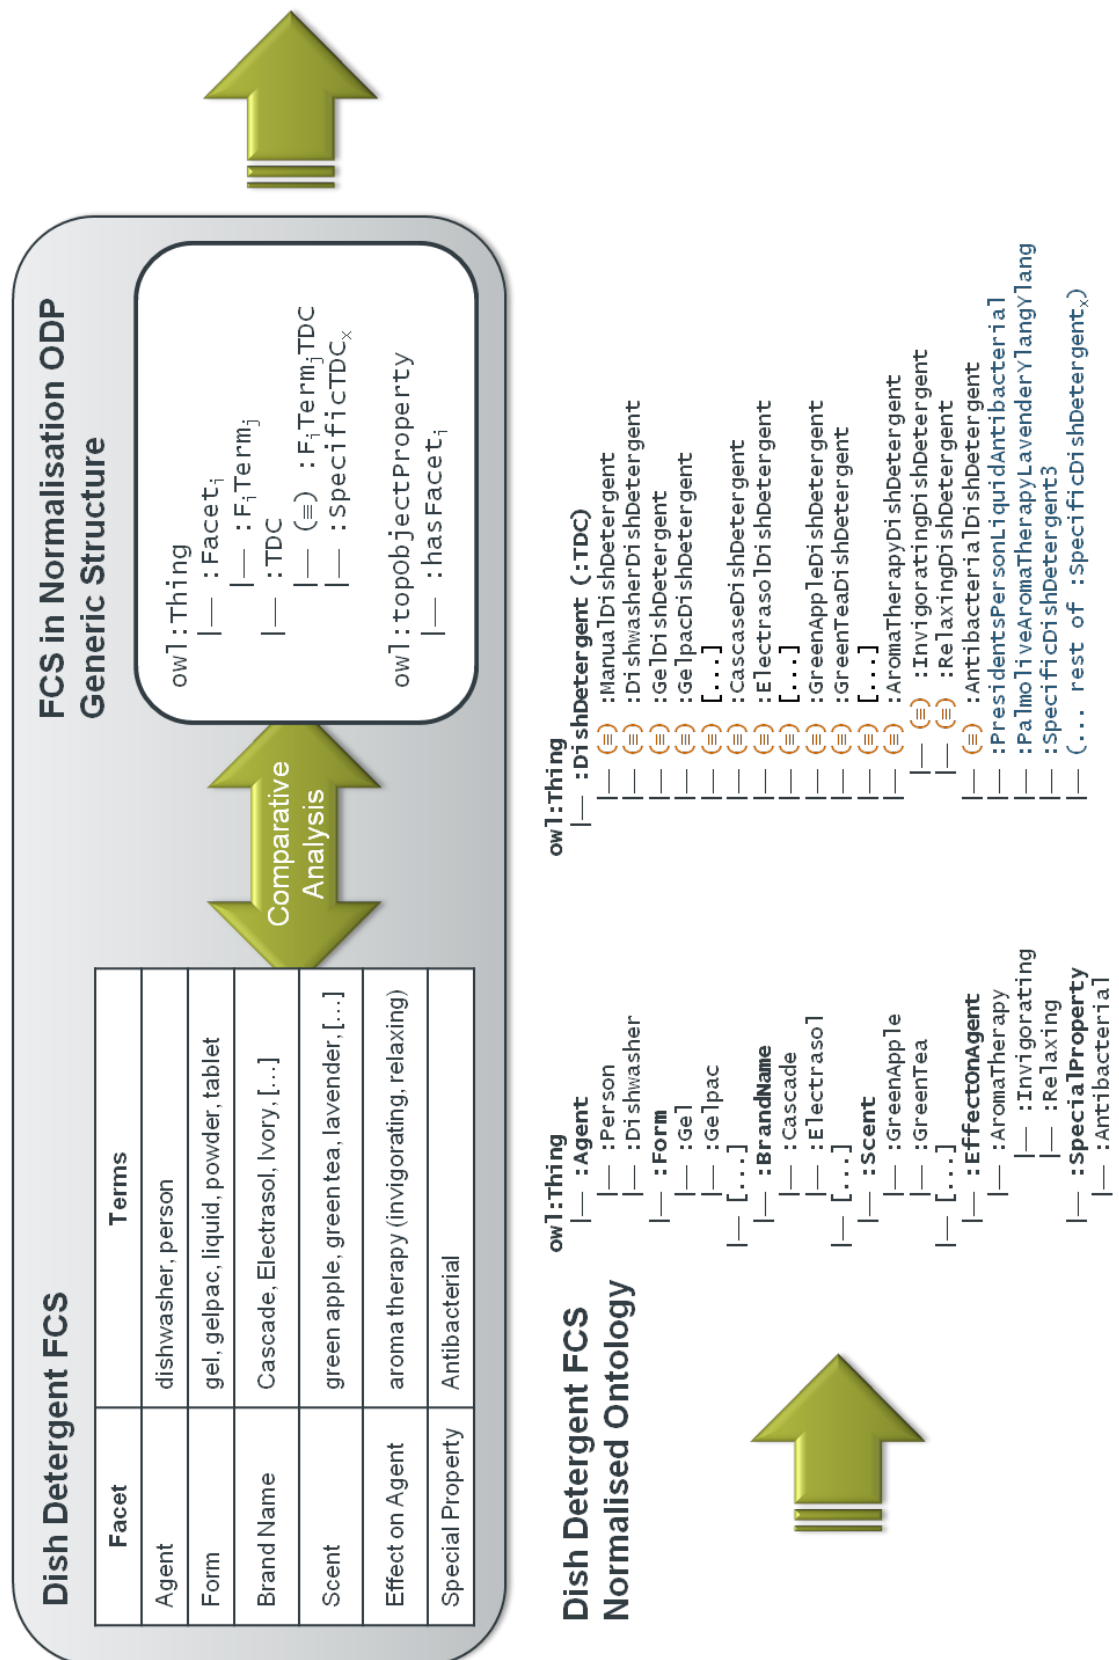 Dish Detergent FCS
Facet Terms
Agent dishwasher, person
Form gel, gelpac, liquid, powder, tablet
Brand Name Cascade, Electrasol, Ivory, [...]
Scent green apple, green tea, lavender, [...]
Effect on Agent aroma therapy (invigorating, relaxing)
Special Property Antibacterial
Comparative
Analysis
FCS in Normalisation ODP
Generic Structure
owl:Thing
|— :Facetᵢ
|— :FᵢTermⱼ
|— :TDC
|— (≡) :FᵢTermⱼTDC
|— :SpecificTDCₓ
owl:topObjectProperty
|— :hasFacetᵢ
Dish Detergent FCS
Normalised Ontology
owl:Thing
|— :Agent
|— :Person
|— :Dishwasher
|— :Form
|— :Gel
|— :Gelpac
|— [...]
|— :BrandName
|— :Cascade
|— :Electrasol
|— [...]
|— :Scent
|— :GreenApple
|— :GreenTea
|— [...]
|— :EffectOnAgent
|— :AromaTherapy
|— :Invigorating
|— :Relaxing
|— :SpecialProperty
|— :Antibacterial
owl:Thing
|— :DishDetergent (:TDC)
|— (≡) :ManualDishDetergent
|— (≡) :DishwasherDishDetergent
|— (≡) :GelDishDetergent
|— (≡) :GelpacDishDetergent
|— (≡) [...]
|— (≡) :CascaseDishDetergent
|— (≡) :ElectrasolDishDetergent
|— (≡) [...]
|— (≡) :GreenAppleDishDetergent
|— (≡) :GreenTeaDishDetergent
|— (≡) [...]
|— (≡) :AromaTherapyDishDetergent
|— (≡) :InvigoratingDishDetergent
|— (≡) :RelaxingDishDetergent
|— (≡) :AntibacterialDishDetergent
|— :PresidentsPersonLiquidAntibacterial
|— :PalmoliveAromaTherapyLavenderYlangYlang
|— :SpecificDishDetergent3
|— (... rest of :SpecificDishDetergentₓ)